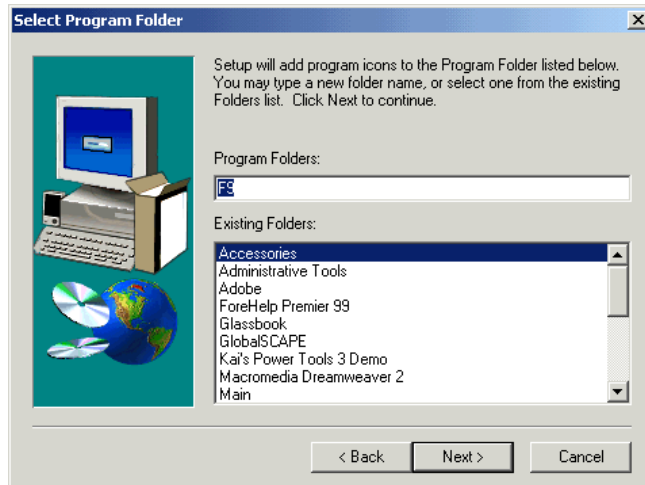 Select Program Folder
Setup will add program icons to the Program Folder listed below.
You may type a new folder name, or select one from the existing
Folders list. Click Next to continue.
Program Folders:
F9
Existing Folders:
Accessories
Administrative Tools
Adobe
ForeHelp Premier 99
Glassbook
GlobalSCAPE
Kai's Power Tools 3 Demo
Macromedia Dreamweaver 2
Main
< Back
Next >
Cancel